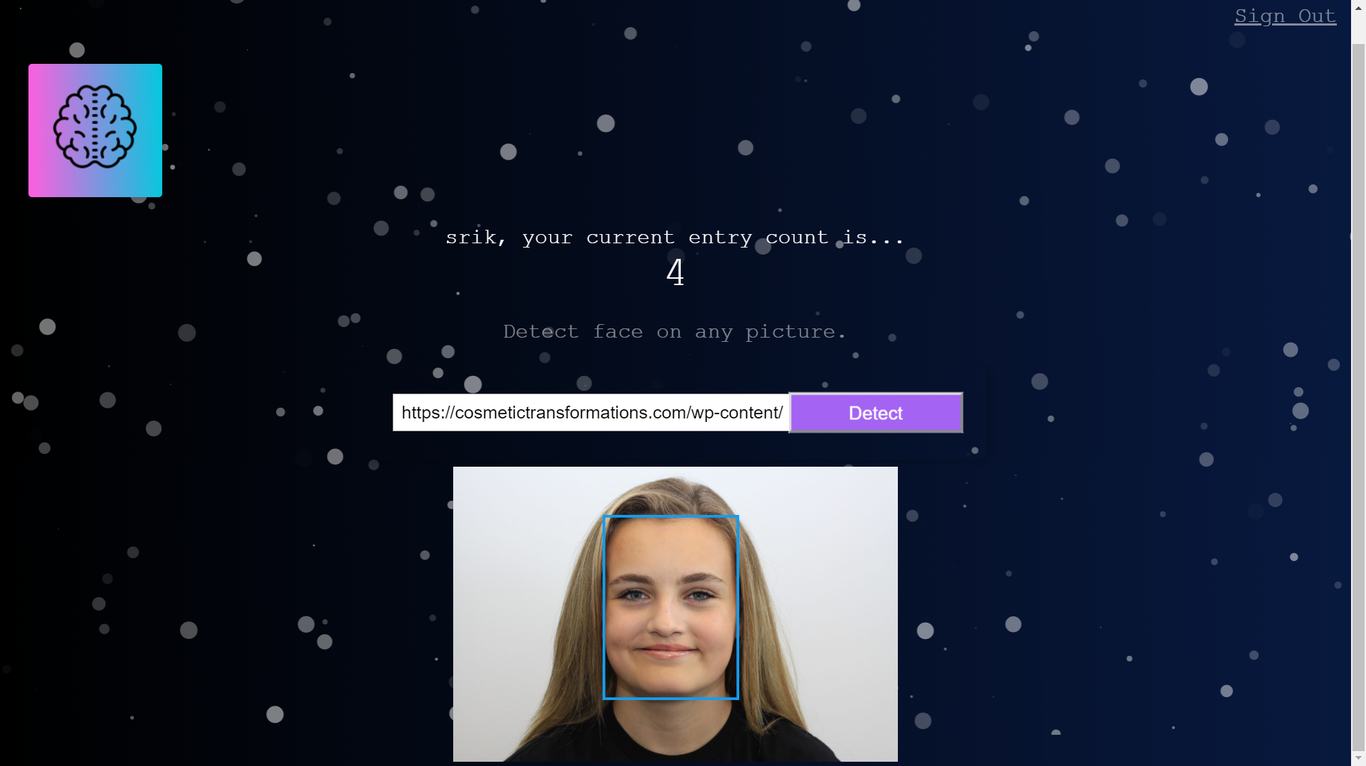 Sign Out
srik, your current entry count is...
4
Detect face on any picture.
https://cosmetictransformations.com/wp-content/
Detect